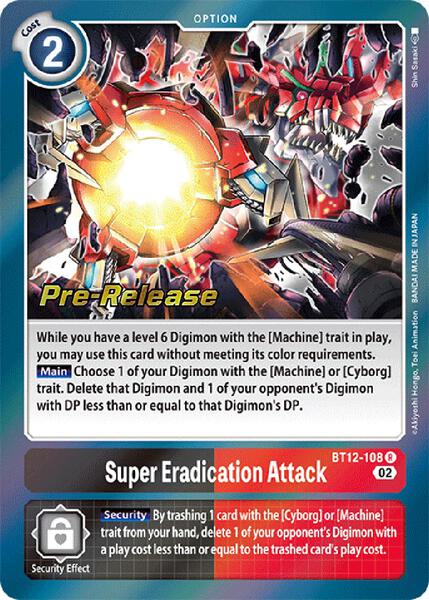 OPTION
Cost
2
Shin Sasaki
Pre-Release
©Akiyoshi Hongo, Toei Animation BANDAI MADE IN JAPAN
While you have a level 6 Digimon with the [Machine] trait in play,
you may use this card without meeting its color requirements.
Main Choose 1 of your Digimon with the [Machine] or [Cyborg]
trait. Delete that Digimon and 1 of your opponent's Digimon
with DP less than or equal to that Digimon's DP.
BT12-108 R
Super Eradication Attack
02
Security By trashing 1 card with the [Cyborg] or [Machine]
trait from your hand, delete 1 of your opponent's Digimon with
a play cost less than or equal to the trashed card's play cost.
Security Effect